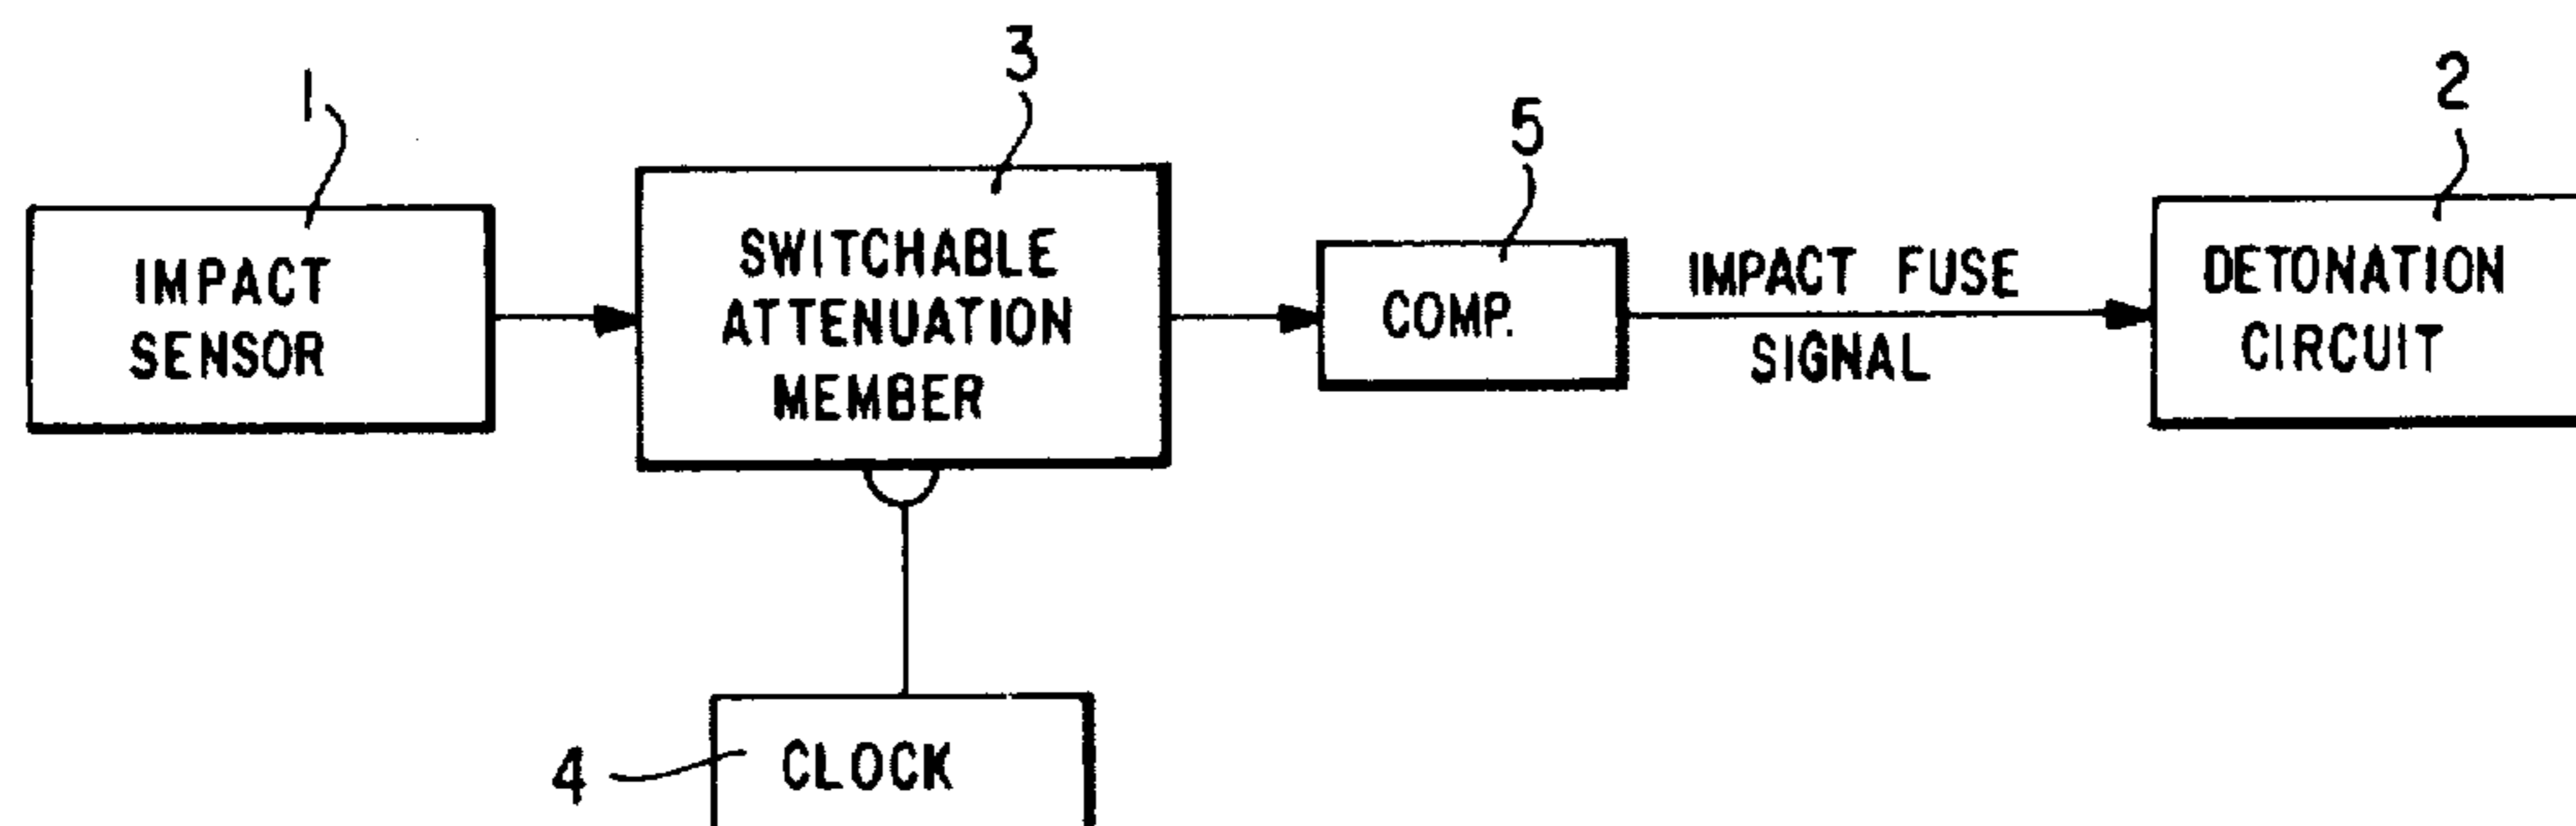 1
3
5
2
IMPACT
SENSOR
SWITCHABLE
ATTENUATION
MEMBER
COMP.
IMPACT FUSE
SIGNAL
DETONATION
CIRCUIT
4
CLOCK